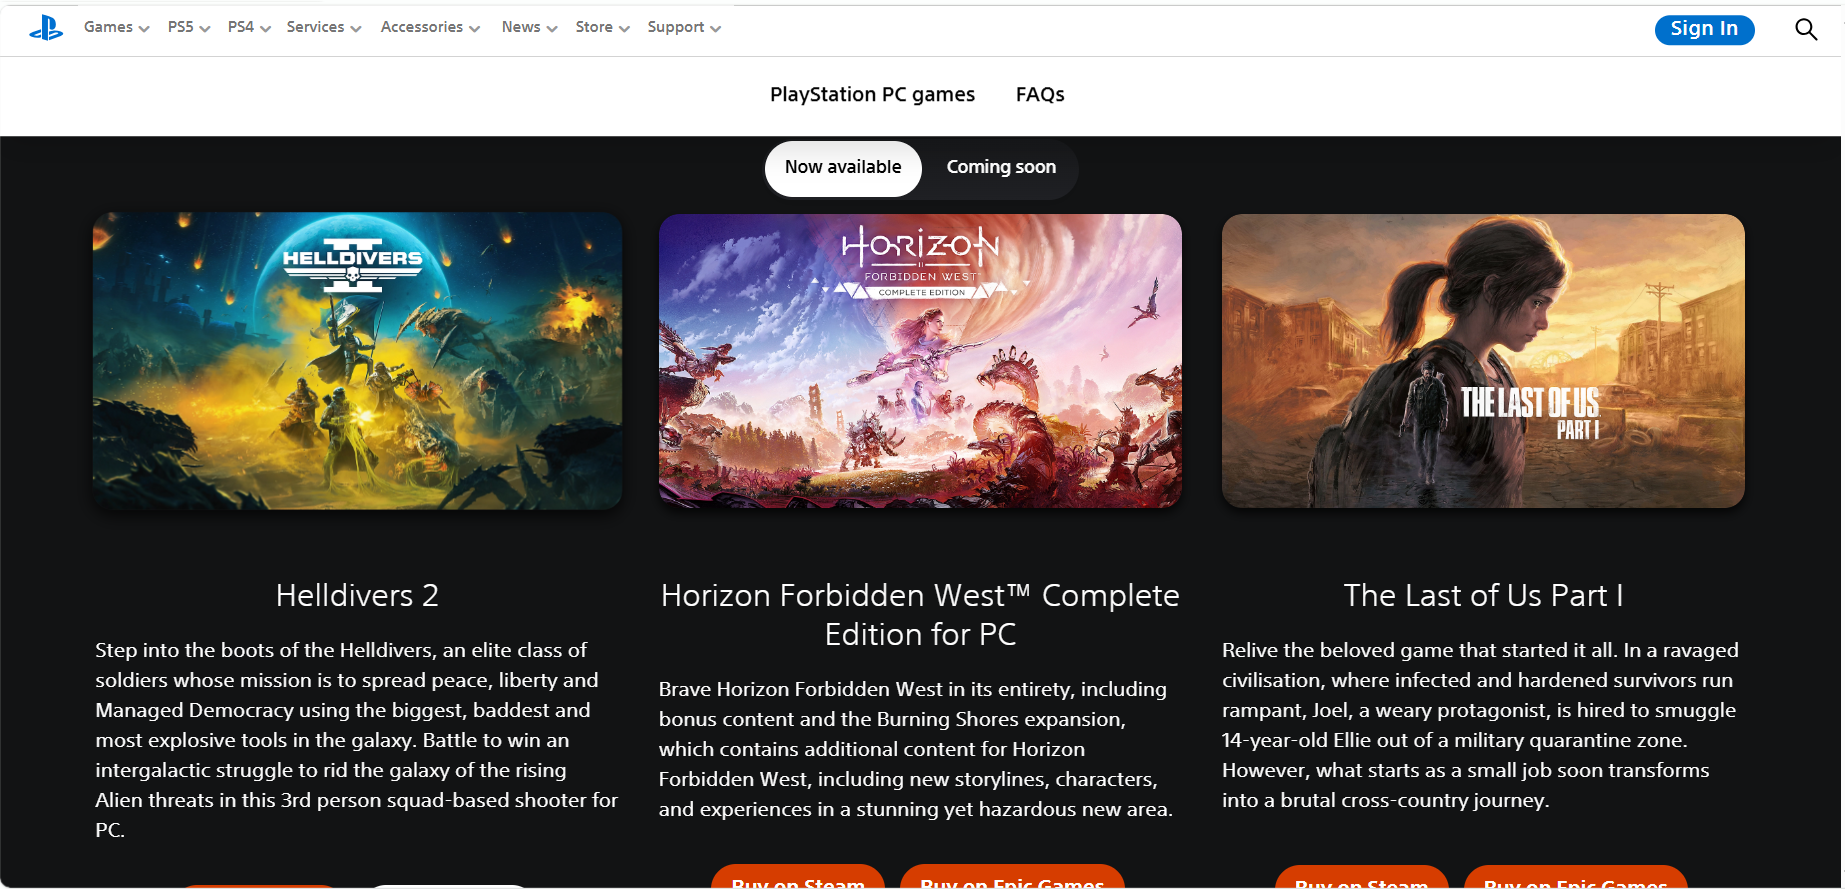 Games PS5 PS4 Services Accessories News Store Support Sign In
PlayStation PC games FAQs
Now available Coming soon
HELLDIVERS II
HORIZON
II
FORBIDDEN WEST
COMPLETE EDITION
THE LAST OF US
PART I
Helldivers 2
Step into the boots of the Helldivers, an elite class of
soldiers whose mission is to spread peace, liberty and
Managed Democracy using the biggest, baddest and
most explosive tools in the galaxy. Battle to win an
intergalactic struggle to rid the galaxy of the rising
Alien threats in this 3rd person squad-based shooter for
PC.
Horizon Forbidden West™ Complete
Edition for PC
Brave Horizon Forbidden West in its entirety, including
bonus content and the Burning Shores expansion,
which contains additional content for Horizon
Forbidden West, including new storylines, characters,
and experiences in a stunning yet hazardous new area.
Buy on Steam Buy on Epic Games
The Last of Us Part I
Relive the beloved game that started it all. In a ravaged
civilisation, where infected and hardened survivors run
rampant, Joel, a weary protagonist, is hired to smuggle
14-year-old Ellie out of a military quarantine zone.
However, what starts as a small job soon transforms
into a brutal cross-country journey.
Buy on Steam Buy on Epic Games